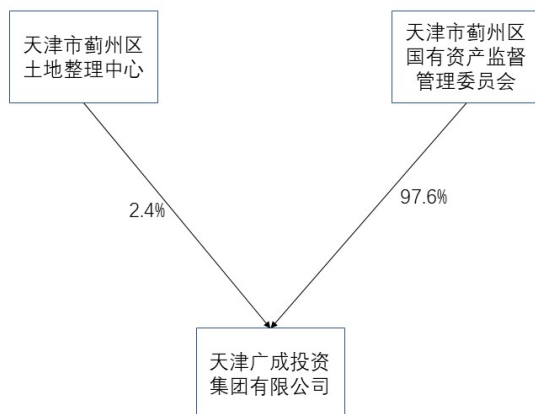 天津市蓟州区
土地整理中心
天津市蓟州区
国有资产监督
管理委员会
2.4%
97.6%
天津广成投资
集团有限公司